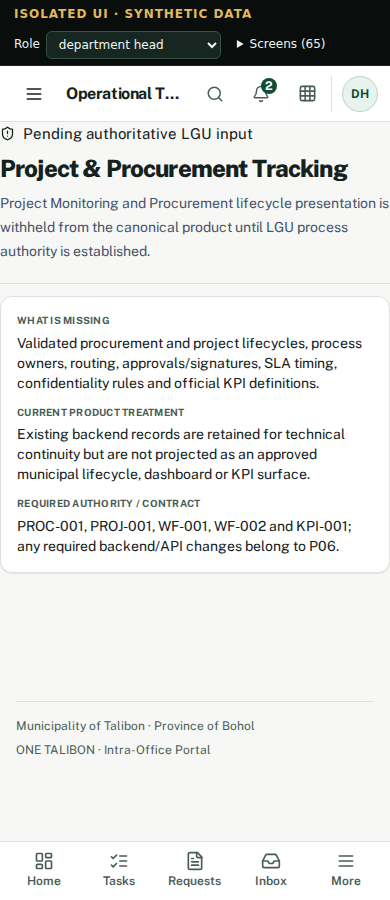 ISOLATED UI · SYNTHETIC DATA
Role department head Screens (65)
Operational T... 2 DH
Pending authoritative LGU input
Project & Procurement Tracking
Project Monitoring and Procurement lifecycle presentation is
withheld from the canonical product until LGU process
authority is established.
WHAT IS MISSING
Validated procurement and project lifecycles, process
owners, routing, approvals/signatures, SLA timing,
confidentiality rules and official KPI definitions.
CURRENT PRODUCT TREATMENT
Existing backend records are retained for technical
continuity but are not projected as an approved
municipal lifecycle, dashboard or KPI surface.
REQUIRED AUTHORITY / CONTRACT
PROC-001, PROJ-001, WF-001, WF-002 and KPI-001;
any required backend/API changes belong to P06.
Municipality of Talibon · Province of Bohol
ONE TALIBON · Intra-Office Portal
Home Tasks Requests Inbox More